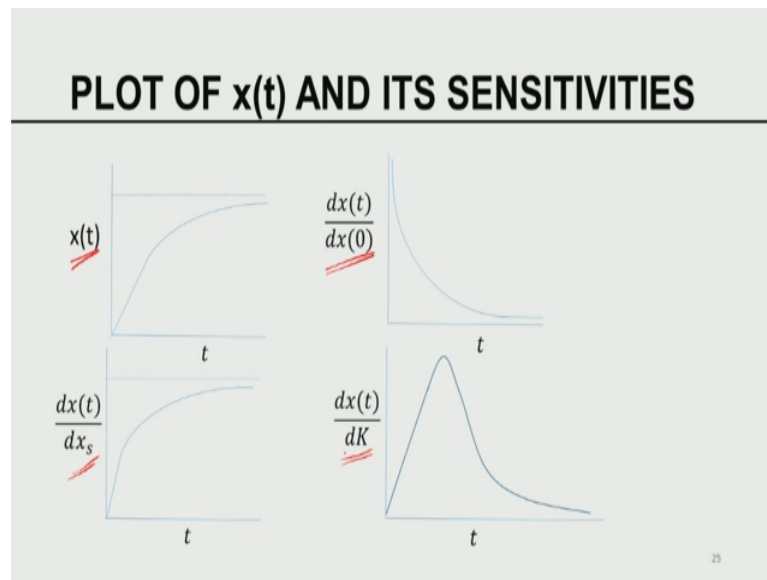 PLOT OF x(t) AND ITS SENSITIVITIES
x(t)
t
dx(t)
dx(0)
t
dx(t)
dx_s
t
dx(t)
dK
t
25